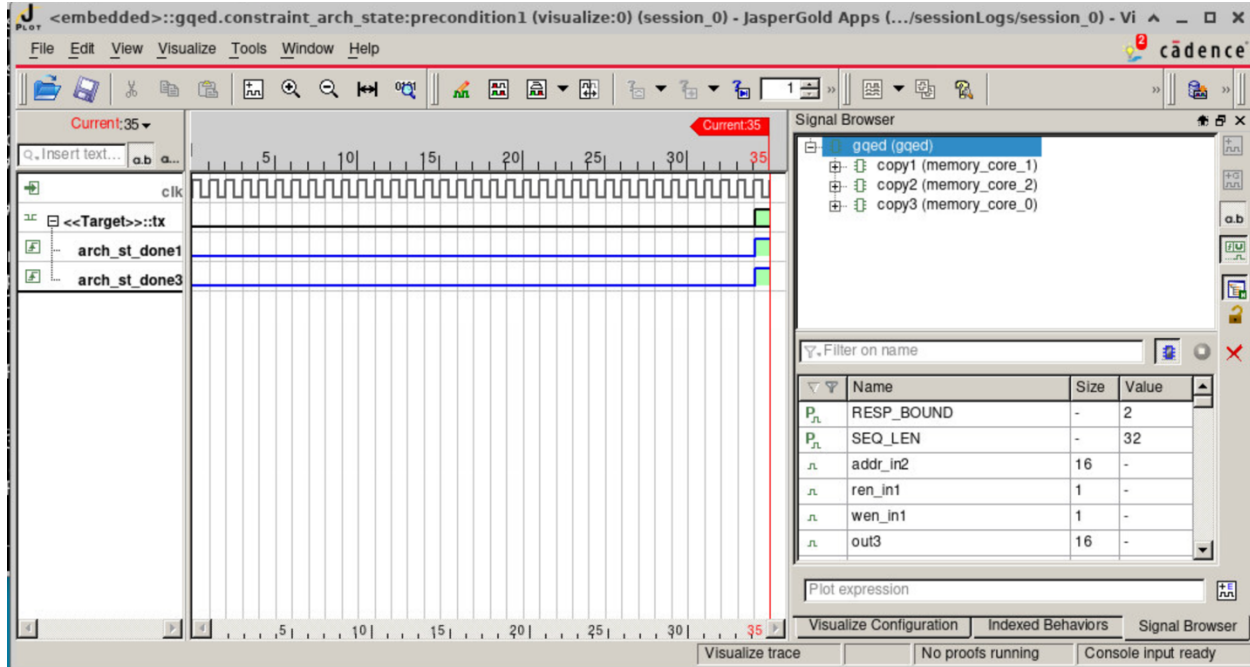 <embedded>::gqed.constraint_arch_state:precondition1 (visualize:0) (session_0) - JasperGold Apps (.../sessionLogs/session_0) - Vi
PLOT
File Edit View Visualize Tools Window Help
2
cādence
1
Current:35
Insert text...
a.b a...
Current:35
5 10 15 20 25 30 35
clk
<<Target>>::tx
arch_st_done1
arch_st_done3
5 10 15 20 25 30 35
Signal Browser
gqed (gqed)
copy1 (memory_core_1)
copy2 (memory_core_2)
copy3 (memory_core_0)
a.b
Filter on name
Name Size Value
RESP_BOUND - 2
SEQ_LEN - 32
addr_in2 16 -
ren_in1 1 -
wen_in1 1 -
out3 16 -
Plot expression
Visualize Configuration Indexed Behaviors Signal Browser
Visualize trace No proofs running Console input ready